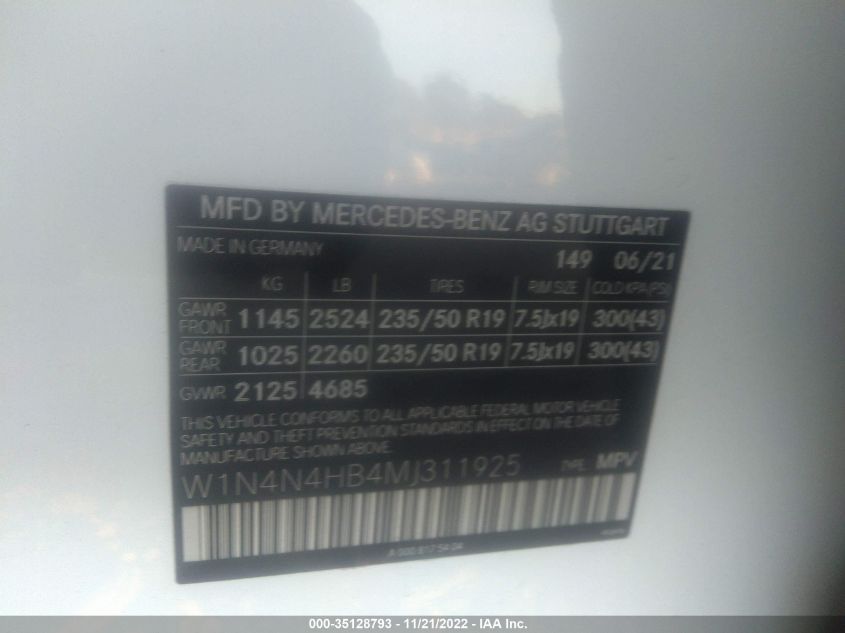 MFD BY MERCEDES-BENZ AG STUTTGART
MADE IN GERMANY 149 06/21
KG LB TIRES RIM SIZE COLD KPA(PSI)
GAWR FRONT 1145 2524 235/50 R19 7.5Jx19 300(43)
GAWR REAR 1025 2260 235/50 R19 7.5Jx19 300(43)
GVWR 2125 4685
THIS VEHICLE CONFORMS TO ALL APPLICABLE FEDERAL MOTOR VEHICLE
SAFETY AND THEFT PREVENTION STANDARDS IN EFFECT ON THE DATE OF
MANUFACTURE SHOWN ABOVE.
W1N4N4HB4MJ311925 TYPE: MPV
A 000 817 54 04
000-35128793 - 11/21/2022 - IAA Inc.